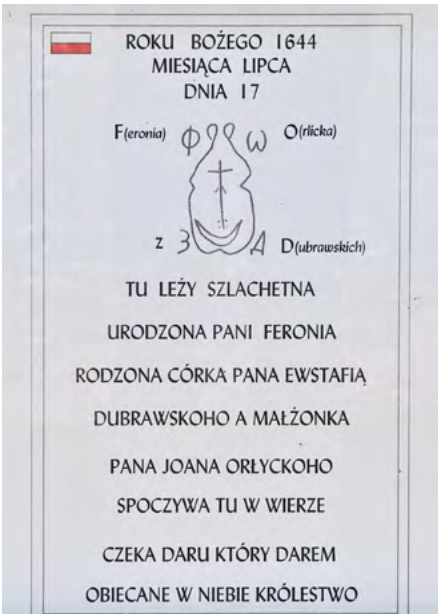 ROKU BOŻEGO 1644
MIESIĄCA LIPCA
DNIA 17
F(eronia) Ф W O(rlicka)
Z З Д D(ubrawskich)
TU LEŻY SZLACHETNA
URODZONA PANI FERONIA
RODZONA CÓRKA PANA EWSTAFIĄ
DUBRAWSKOHO A MAŁŻONKA
PANA JOANA ORŁYCKOHO
SPOCZYWA TU W WIERZE
CZEKA DARU KTÓRY DAREM
OBIECANE W NIEBIE KRÓLESTWO